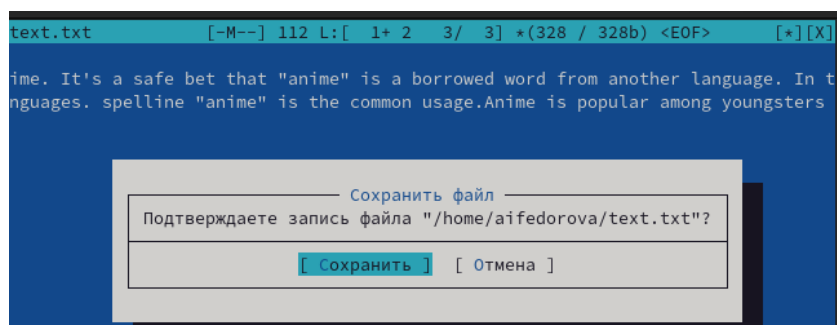 text.txt [-M--] 112 L:[ 1+ 2 3/ 3] *(328 / 328b) <EOF> [*][X]
ime. It's a safe bet that "anime" is a borrowed word from another language. In t
nguages. spelline "anime" is the common usage.Anime is popular among youngsters
Сохранить файл
Подтверждаете запись файла "/home/aifedorova/text.txt"?
[ Сохранить ] [ Отмена ]